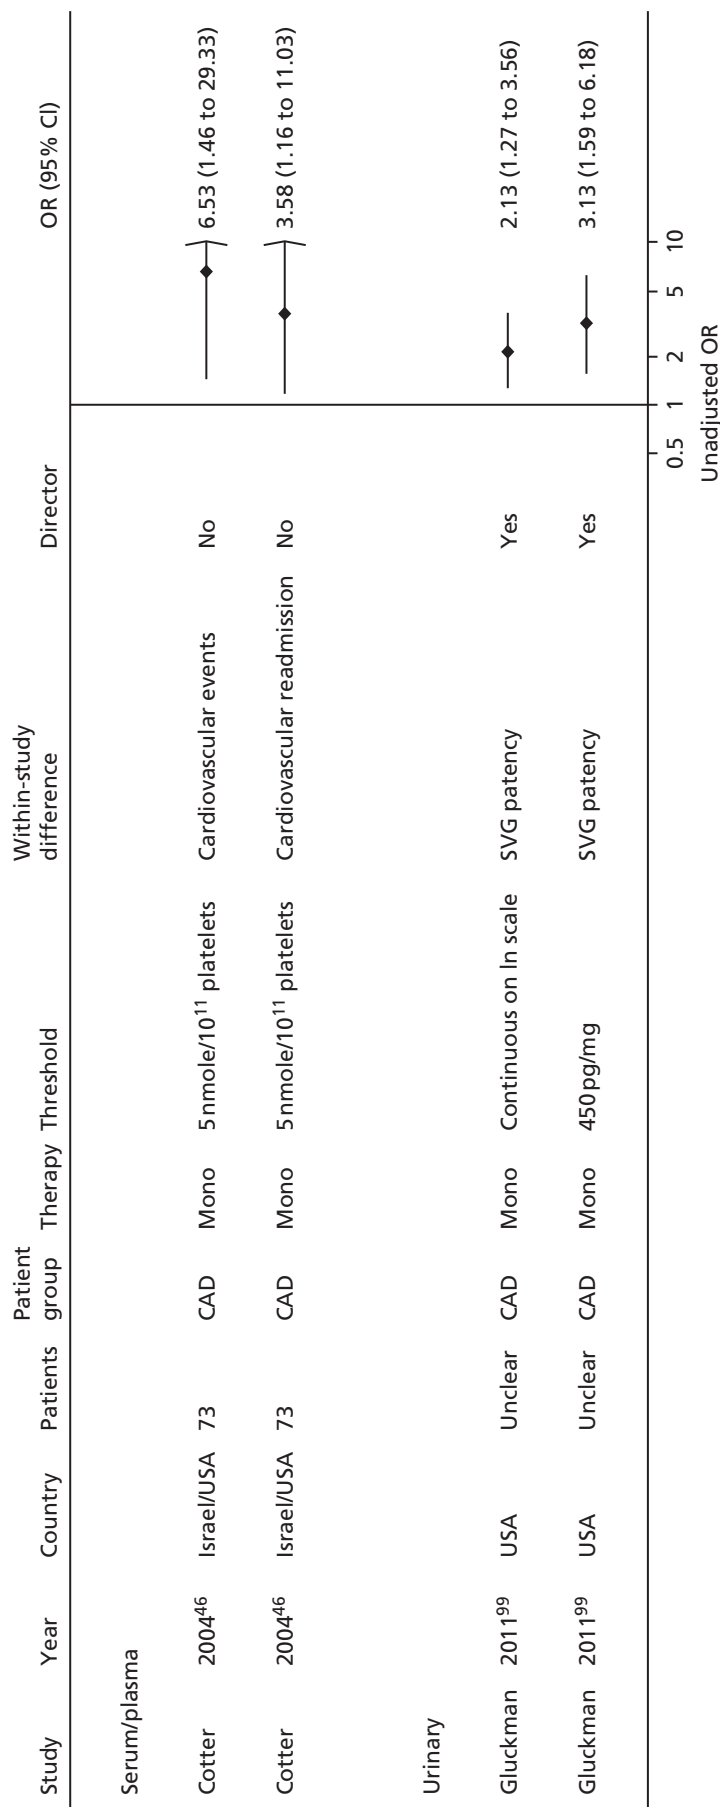 Study Year Country Patients Patient group Therapy Threshold Within-study difference Director OR (95% CI)
Serum/plasma
Cotter 2004⁴⁶ Israel/USA 73 CAD Mono 5 nmole/10¹¹ platelets Cardiovascular events No 6.53 (1.46 to 29.33)
Cotter 2004⁴⁶ Israel/USA 73 CAD Mono 5 nmole/10¹¹ platelets Cardiovascular readmission No 3.58 (1.16 to 11.03)
Urinary
Gluckman 2011⁹⁹ USA Unclear CAD Mono Continuous on ln scale SVG patency Yes 2.13 (1.27 to 3.56)
Gluckman 2011⁹⁹ USA Unclear CAD Mono 450 pg/mg SVG patency Yes 3.13 (1.59 to 6.18)
0.5 1 2 5 10
Unadjusted OR